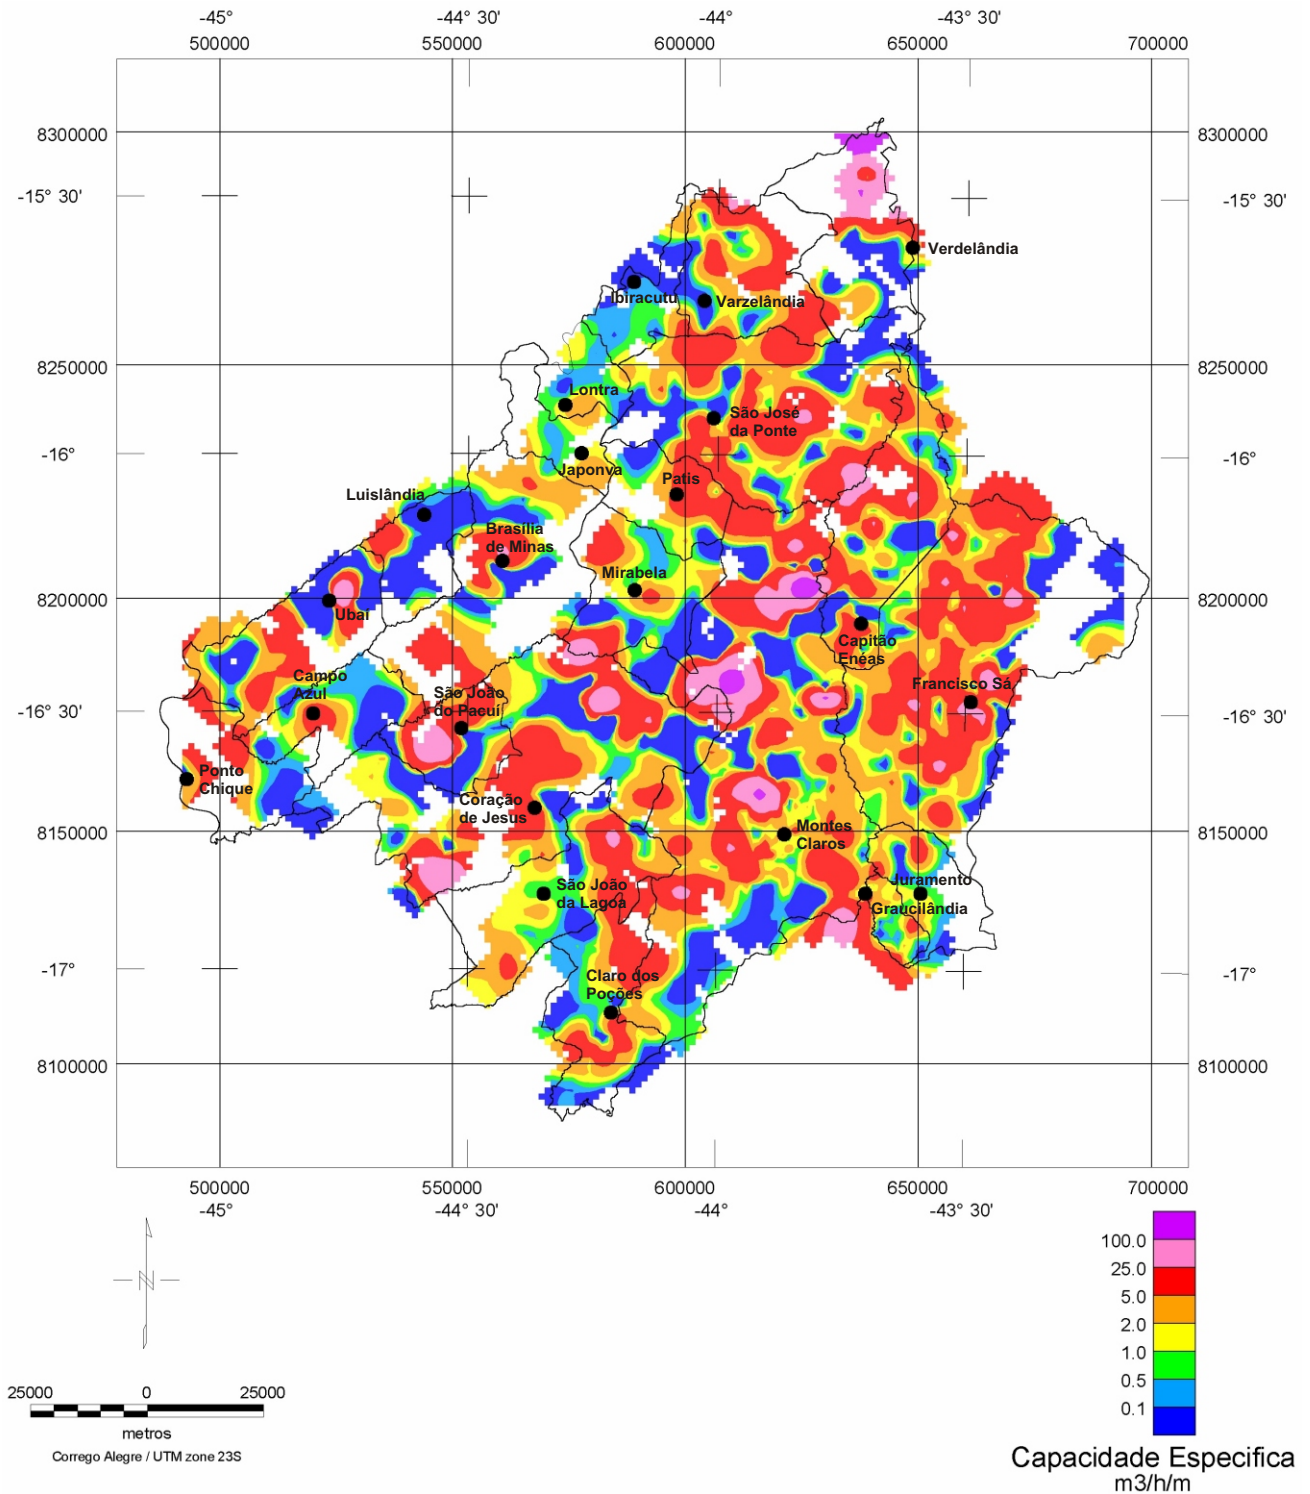 -45°
-44° 30'
-44°
-43° 30'
500000
550000
600000
650000
700000
8300000
8300000
-15° 30'
-15° 30'
Verdelândia
Ibiracutu
Varzelândia
8250000
8250000
Lontra
São José
da Ponte
-16°
-16°
Japonva
Patis
Luislândia
Brasília
de Minas
Mirabela
8200000
8200000
Ubaí
Capitão
Enéas
Campo
Azul
Francisco Sá
São João
do Pacuí
-16° 30'
-16° 30'
Ponto
Chique
Coração
de Jesus
Montes
Claros
8150000
8150000
Juramento
São João
da Lagoa
Graucilândia
-17°
-17°
Claro dos
Poções
8100000
8100000
500000
550000
600000
650000
700000
-45°
-44° 30'
-44°
-43° 30'
N
100.0
25.0
5.0
2.0
1.0
0.5
0.1
25000
0
25000
metros
Corrego Alegre / UTM zone 23S
Capacidade Especifica
m3/h/m